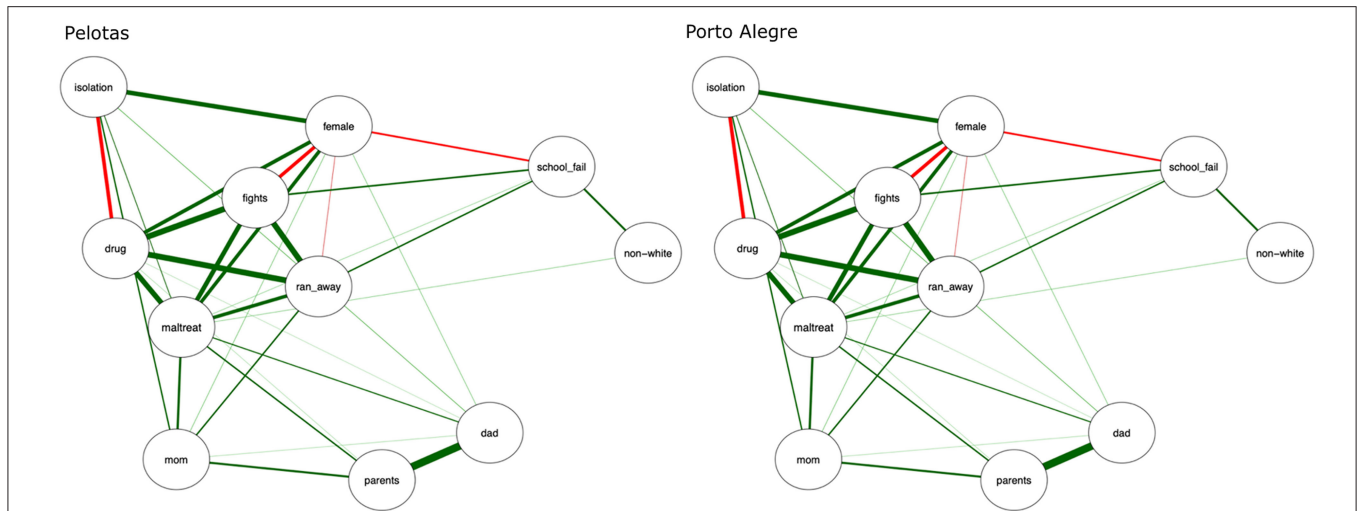 Pelotas
isolation
female
school_fail
fights
drug
non-white
ran_away
maltreat
dad
mom
parents
Porto Alegre
isolation
female
school_fail
fights
drug
non-white
ran_away
maltreat
dad
mom
parents